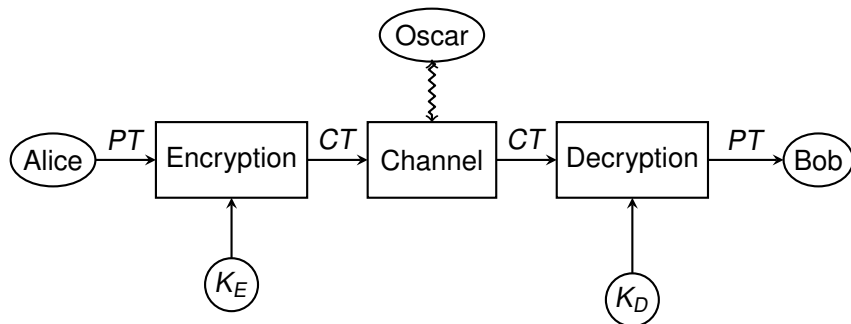 Oscar
Alice PT Encryption CT Channel CT Decryption PT Bob
K_E K_D